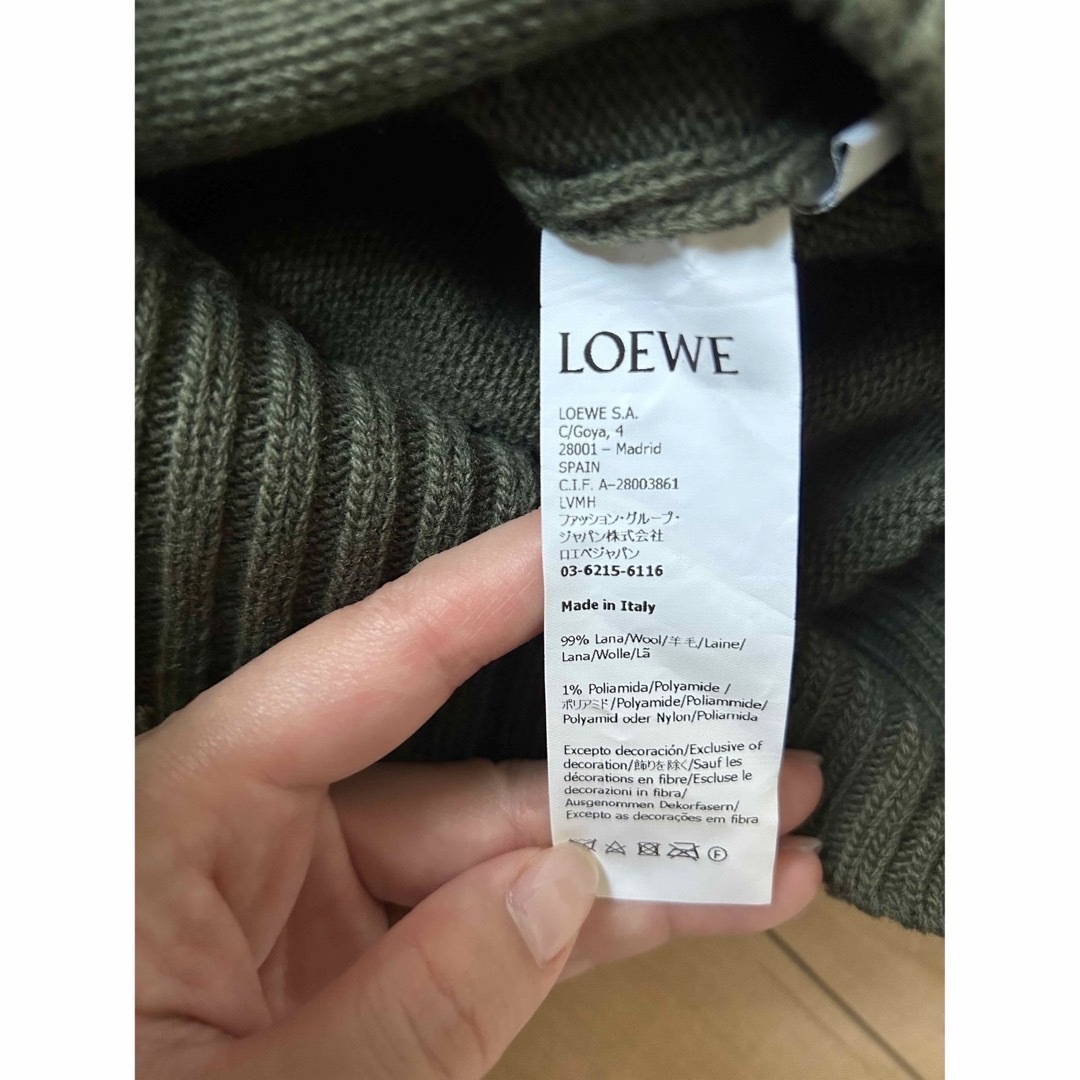 LOEWE
LOEWE S.A.
C/Goya, 4
28001 – Madrid
SPAIN
C.I.F. A-28003861
LVMH
ファッション・グループ・
ジャパン株式会社
ロエベジャパン
03-6215-6116
Made in Italy
99% Lana/Wool/羊毛/Laine/
Lana/Wolle/Lã
1% Poliamida/Polyamide /
ポリアミド/Polyamide/Poliammide/
Polyamid oder Nylon/Poliamida
Excepto decoración/Exclusive of
decoration/飾りを除く/Sauf les
décorations en fibre/Escluse le
decorazioni in fibra/
Ausgenommen Dekorfasern/
Excepto as decorações em fibra
F